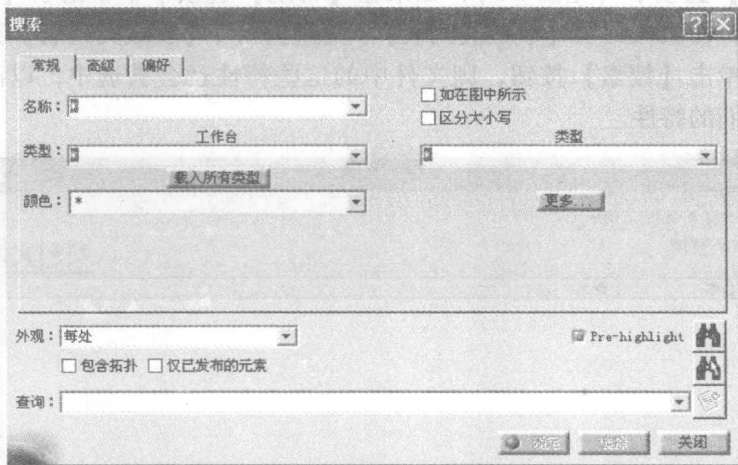 搜索
常规 高级 偏好
名称：
如在图中所示
区分大小写
工作台 类型
类型：
载入所有类型
颜色：* 更多...
外观：每处 Pre-highlight
包含拓扑 仅已发布的元素
查询：
确定 关闭